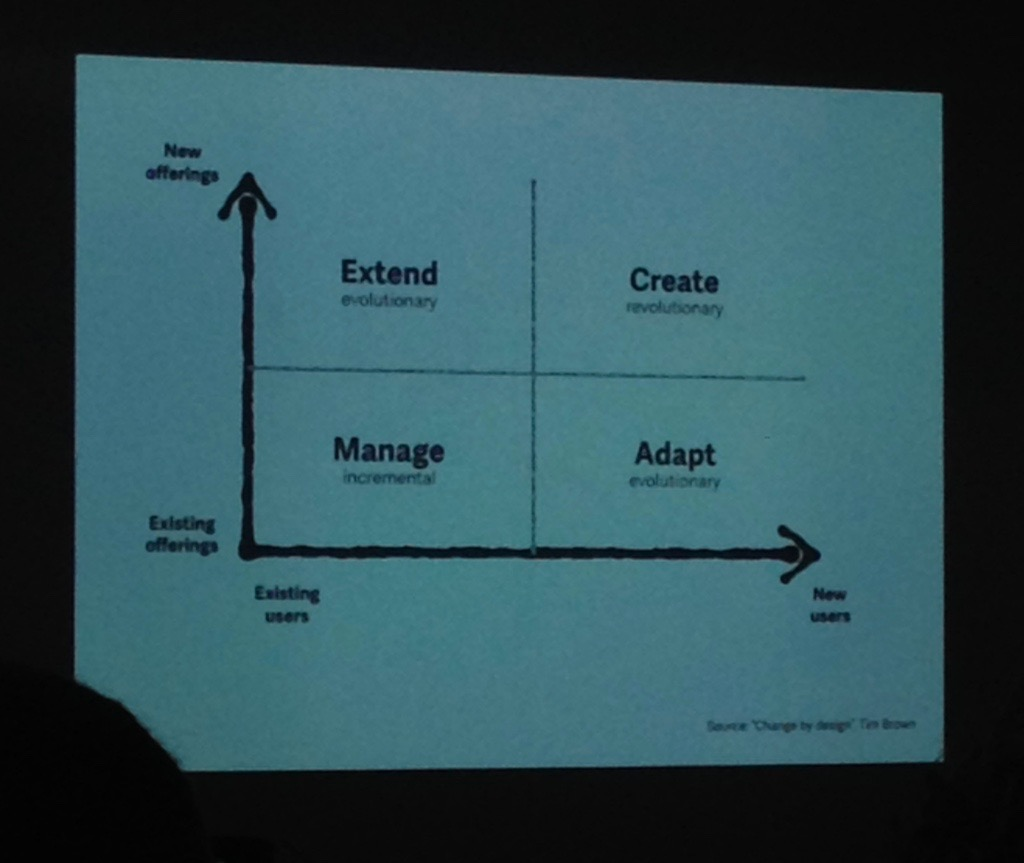 New
offerings
Extend
evolutionary
Create
revolutionary
Manage
incremental
Adapt
evolutionary
Existing
offerings
Existing
users
New
users
Source: "Change by design" Tim Brown